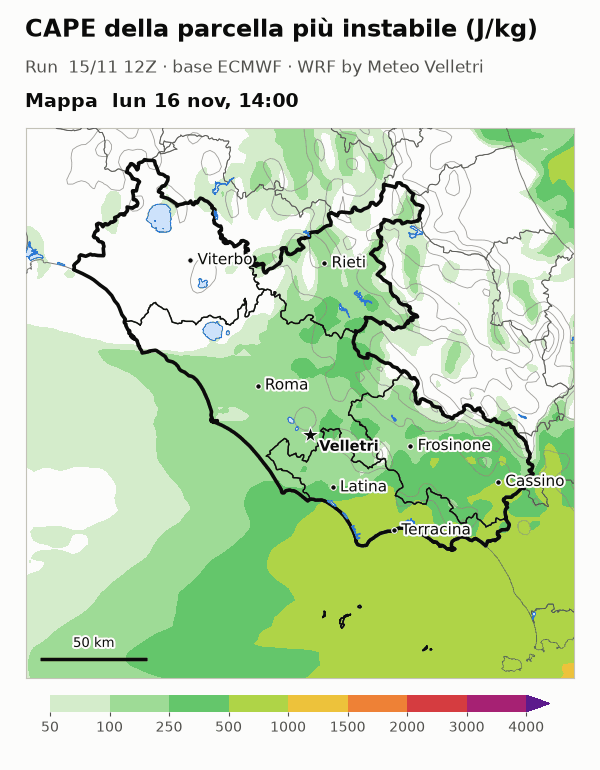 CAPE della parcella più instabile (J/kg)
Run  15/11 12Z · base ECMWF · WRF by Meteo Velletri
Mappa  lun 16 nov, 14:00
Viterbo
Rieti
Roma
Velletri
Frosinone
Cassino
Latina
Terracina
50 km
50 100 250 500 1000 1500 2000 3000 4000